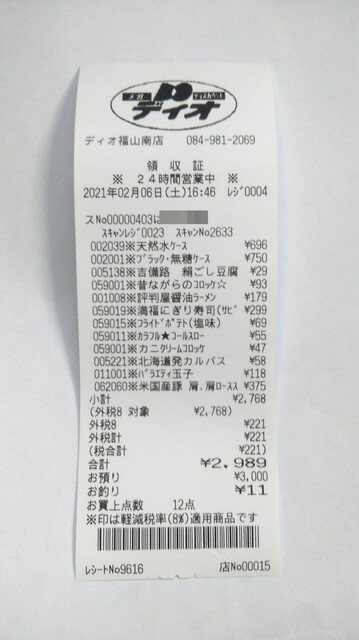 メガ ディスカウント
ディオ
ディオ福山南店 084-981-2069
領収証
※ 24時間営業中 ※
2021年02月06日(土)16:46 レジ0004
スNo00000403は
スキャンレジ0023 スキャンNo2633
002039※天然水ケース ¥696
002001※ブラック・無糖ケース ¥750
005138※吉備路 絹ごし豆腐 ¥29
059001※昔ながらのコロッケ☆ ¥93
001008※評判屋醤油ラーメン ¥179
059019※満福にぎり寿司(サビ ¥299
059015※フライドポテト(塩味) ¥69
059011※カラフル★コールスロー ¥55
059001※カニクリームコロッケ ¥47
005221※北海道発カルパス ¥58
011001※バラエティ玉子 ¥118
062060※米国産豚 肩、肩ロースス ¥375
小計 ¥2,768
(外税8 対象 ¥2,768)
外税8 ¥221
外税計 ¥221
(税合計 ¥221)
合計 ¥2,989
お預り ¥3,000
お釣り ¥11
お買上点数 12点
※印は軽減税率(8%)適用商品です
レシートNo9616 店No00015